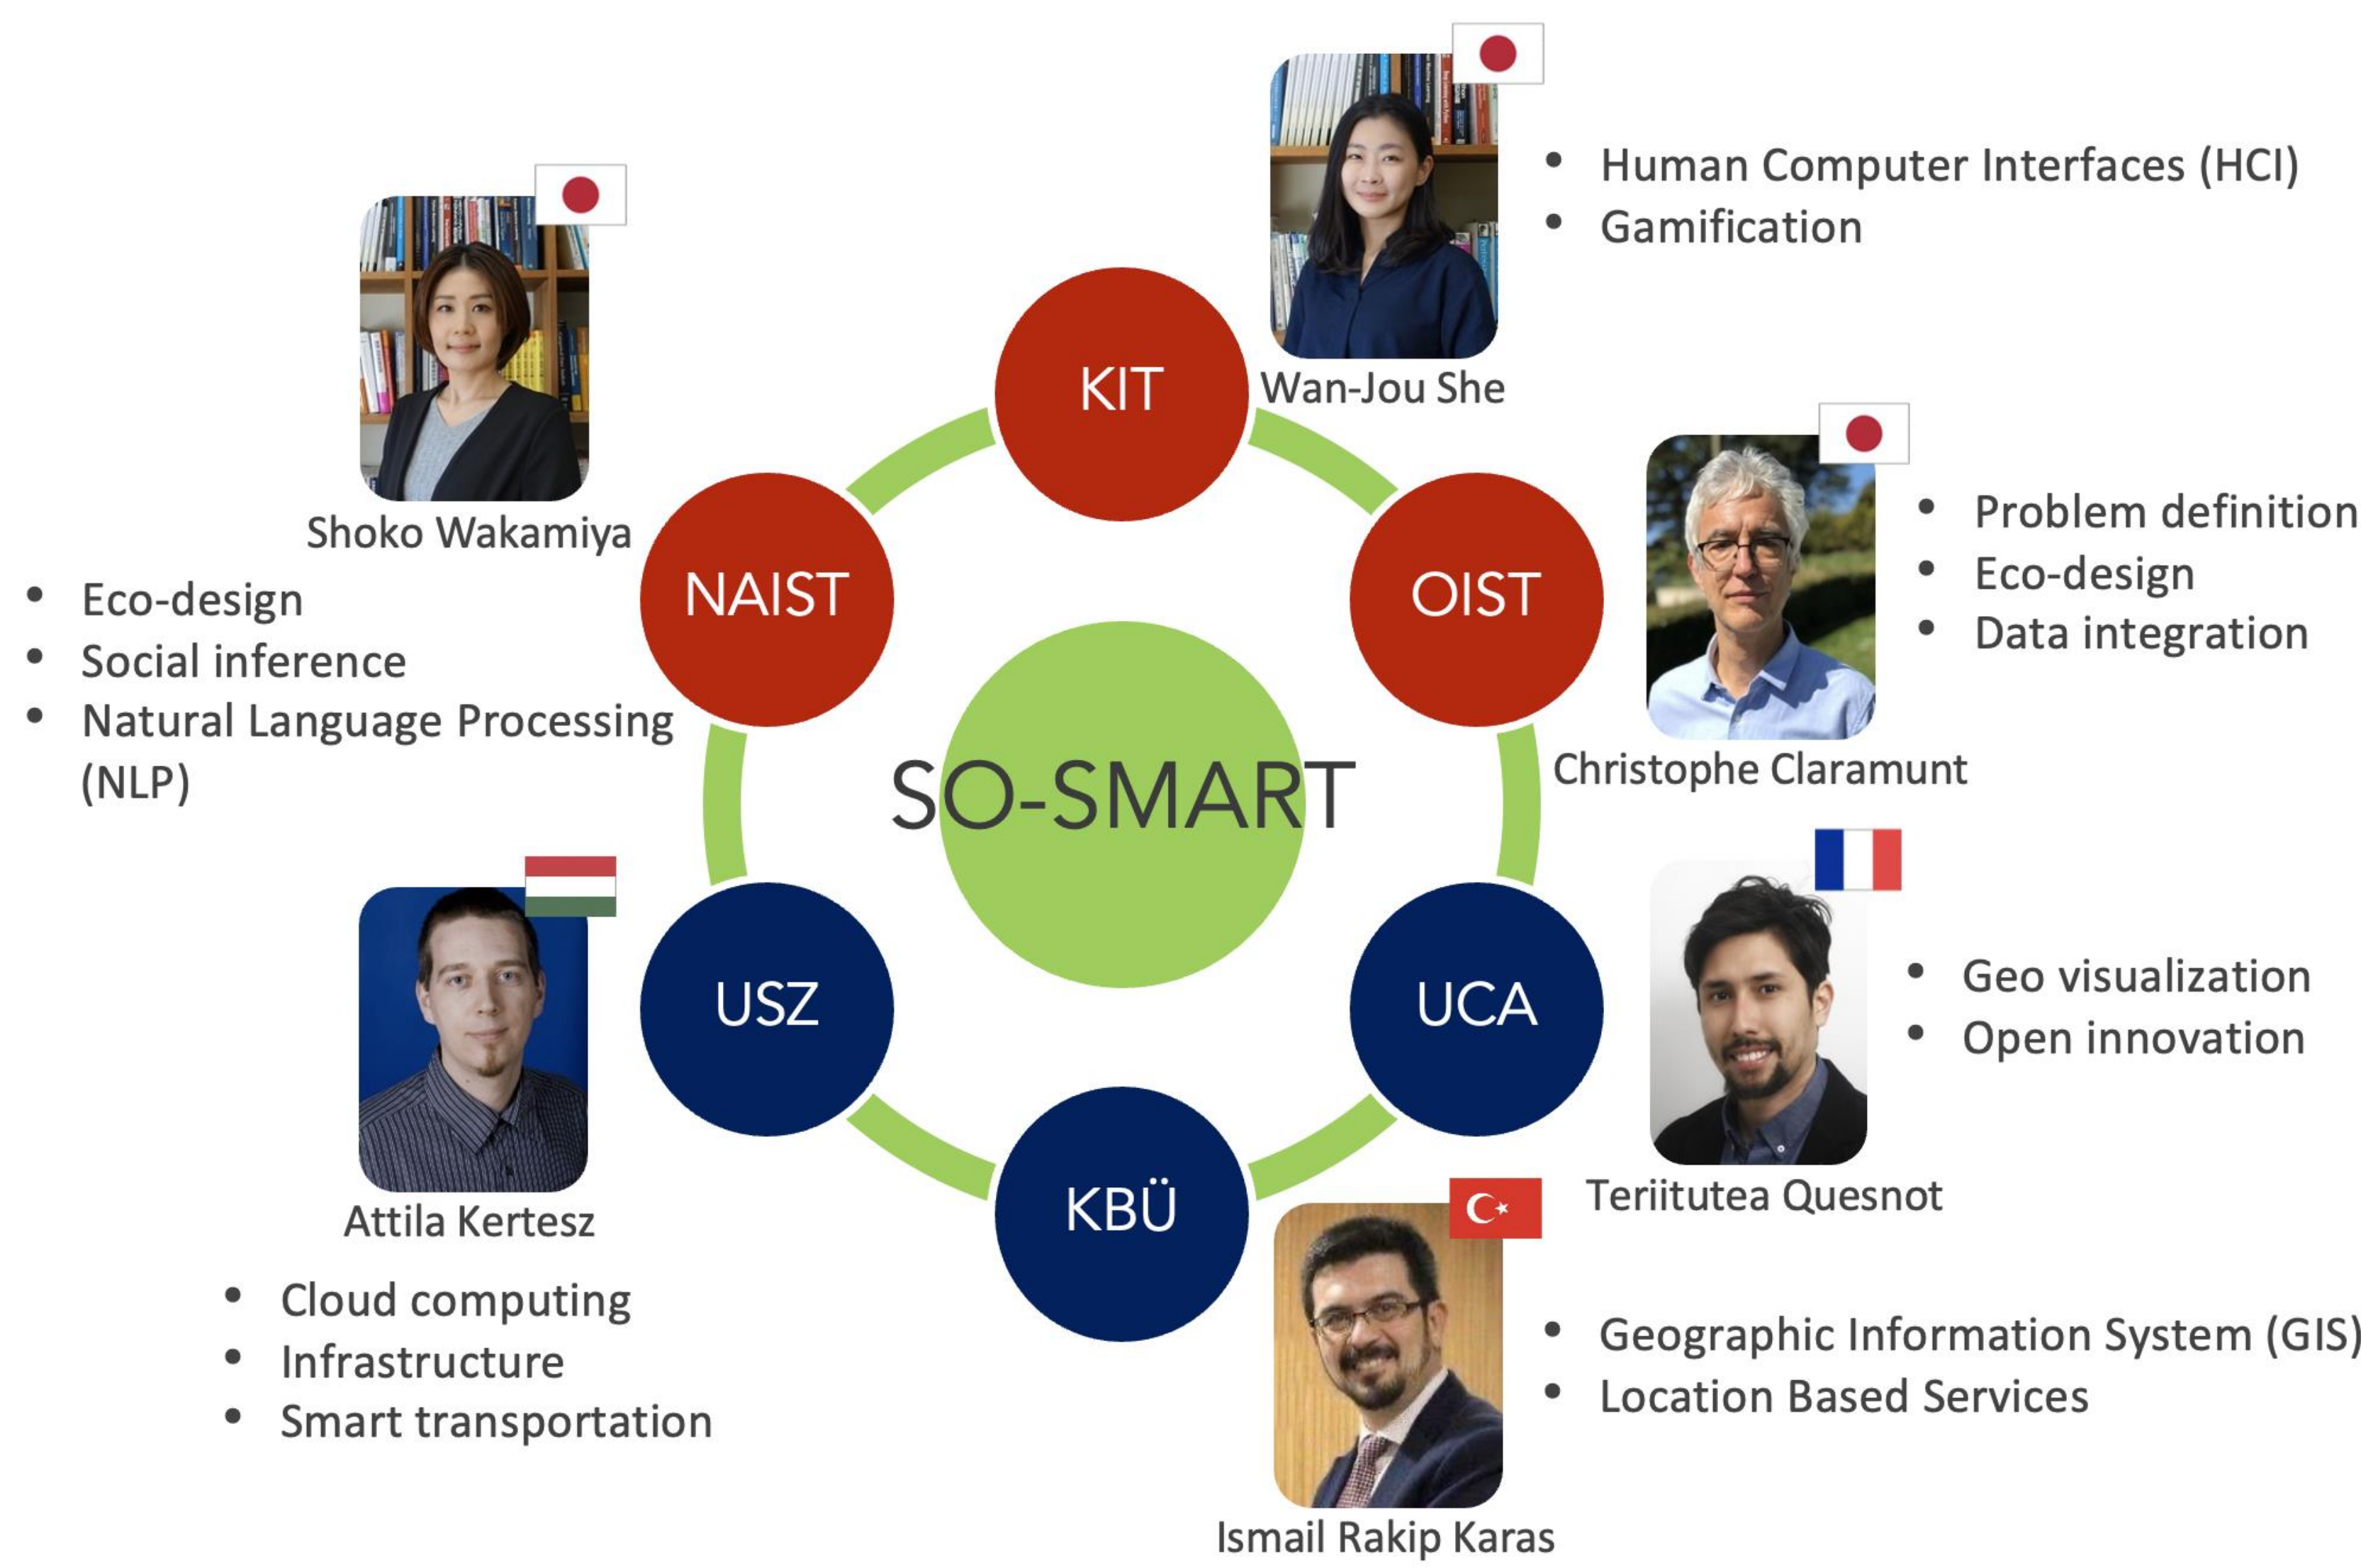 • Human Computer Interfaces (HCI)
• Gamification
KIT
Wan-Jou She
Shoko Wakamiya
NAIST
• Eco-design
• Social inference
• Natural Language Processing
(NLP)
OIST
• Problem definition
• Eco-design
• Data integration
Christophe Claramunt
SO-SMART
USZ
Attila Kertesz
• Cloud computing
• Infrastructure
• Smart transportation
UCA
• Geo visualization
• Open innovation
Teriitutea Quesnot
KBÜ
• Geographic Information System (GIS)
• Location Based Services
Ismail Rakip Karas